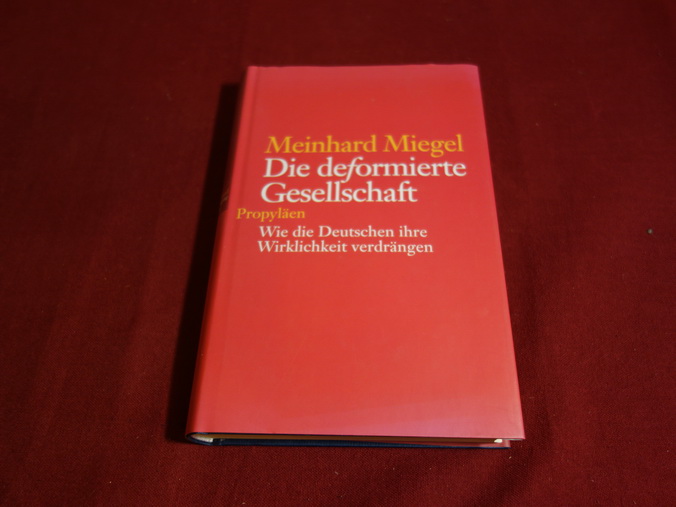 Meinhard Miegel
Die deformierte
Gesellschaft
Propyläen
Wie die Deutschen ihre
Wirklichkeit verdrängen